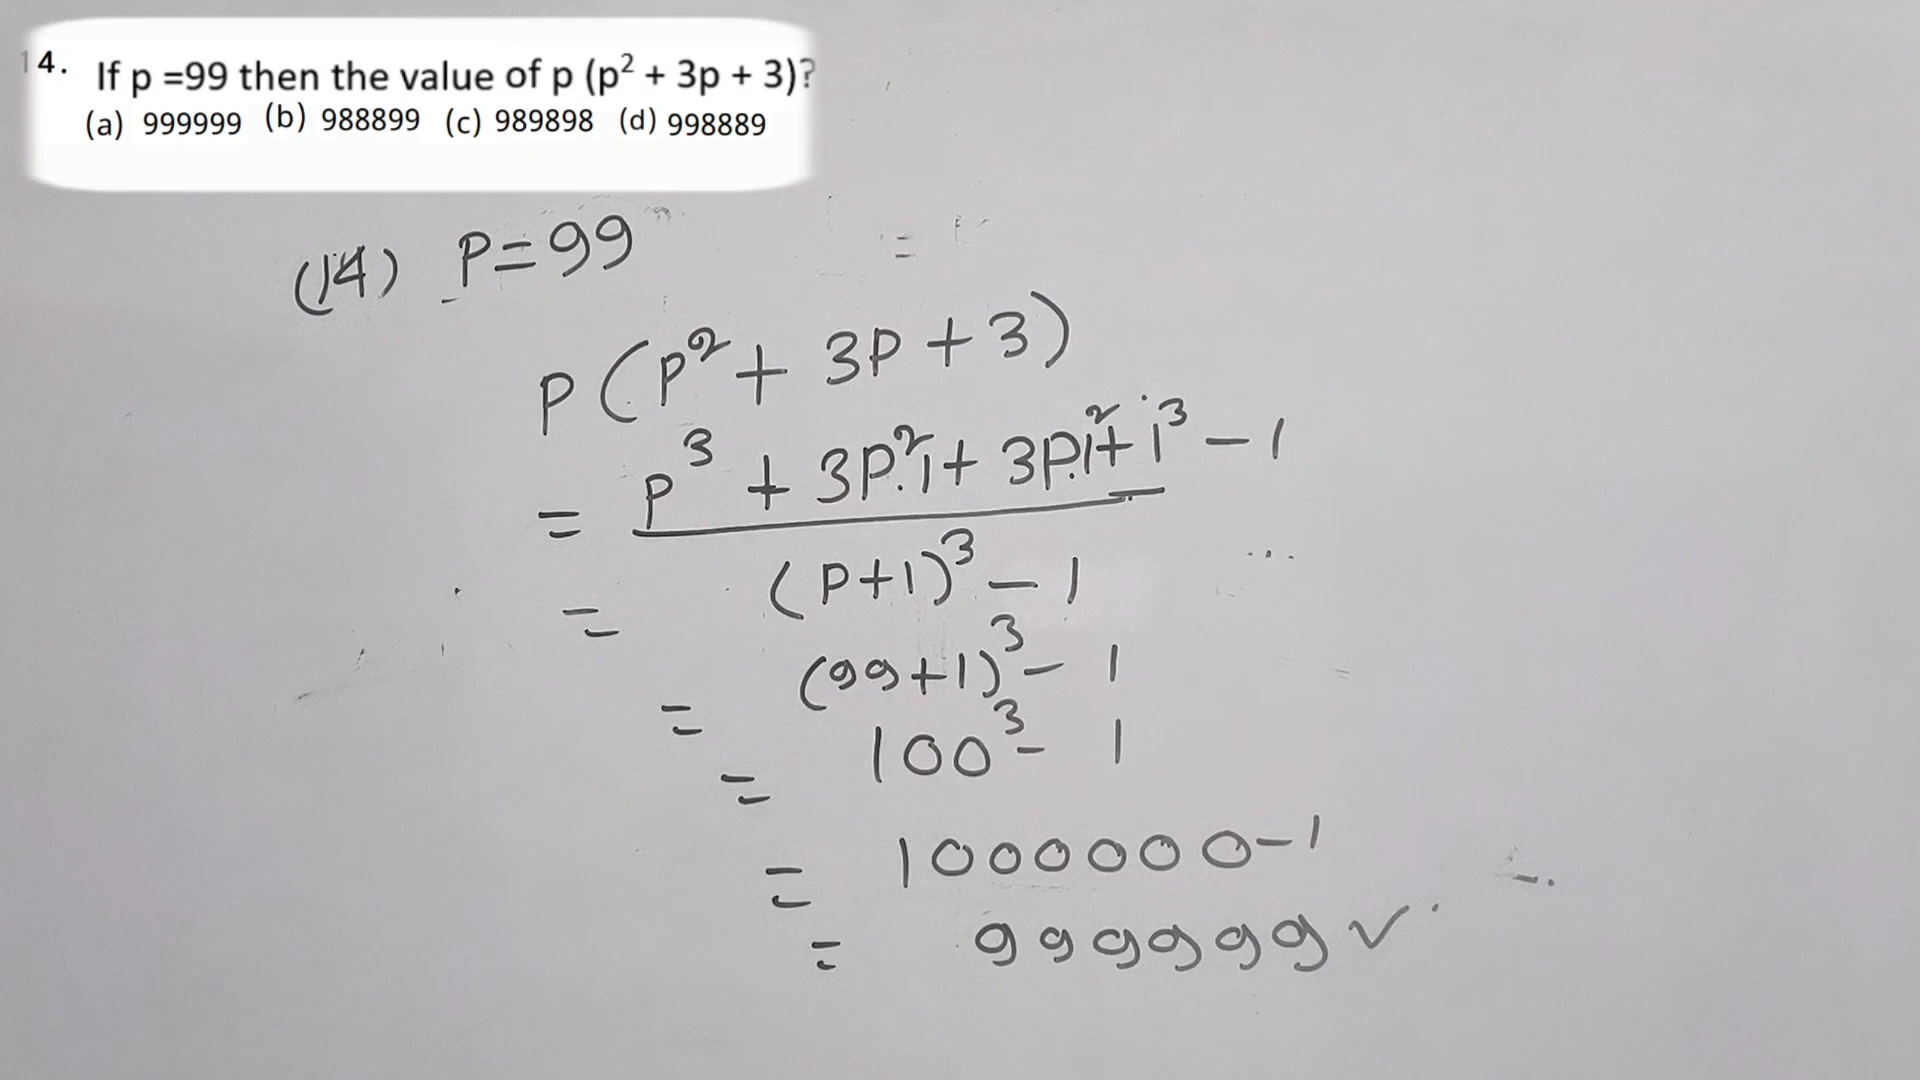 14. If p =99 then the value of p (p² + 3p + 3)?
(a) 999999 (b) 988899 (c) 989898 (d) 998889
(14) P=99
P(P² + 3P + 3)
= P³ + 3P².1 + 3P.1² + 1³ - 1
= (P+1)³ - 1
= (99+1)³ - 1
= 100³ - 1
= 1000000-1
= 999999 ✓